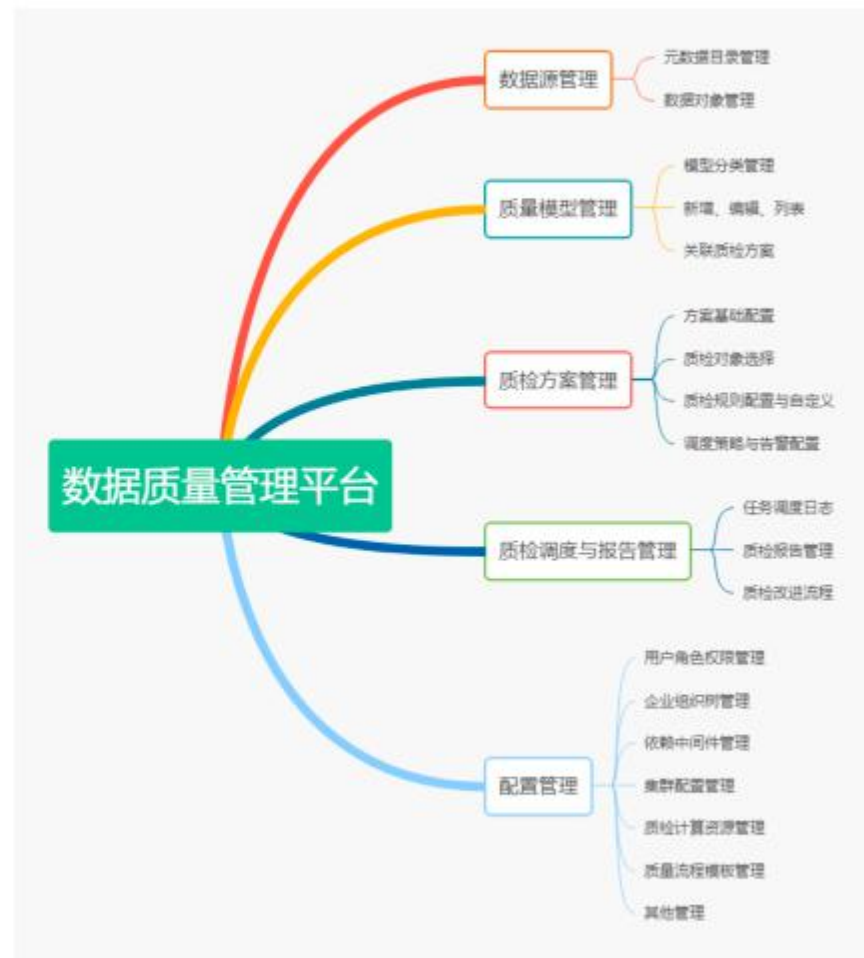 数据质量管理平台
数据源管理
元数据目录管理
数据对象管理
质量模型管理
模型分类管理
新增、编辑、列表
关联质检方案
质检方案管理
方案基础配置
质检对象选择
质检规则配置与自定义
调度策略与告警配置
质检调度与报告管理
任务调度日志
质检报告管理
质检改进流程
配置管理
用户角色权限管理
企业组织树管理
依赖中间件管理
集群配置管理
质检计算资源管理
质量流程模板管理
其他管理